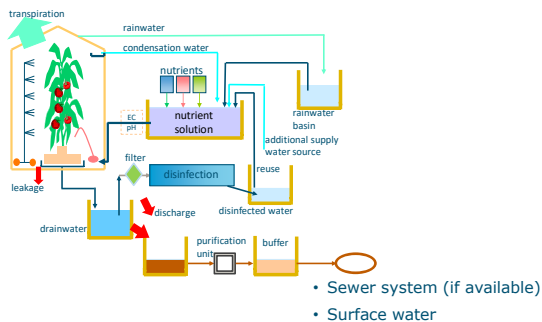 transpiration
rainwater
condensation water
nutrients
EC
pH
nutrient
solution
rainwater
basin
additional supply
water source
filter
disinfection
reuse
leakage
disinfected water
discharge
drainwater
purification
unit
buffer
• Sewer system (if available)
• Surface water